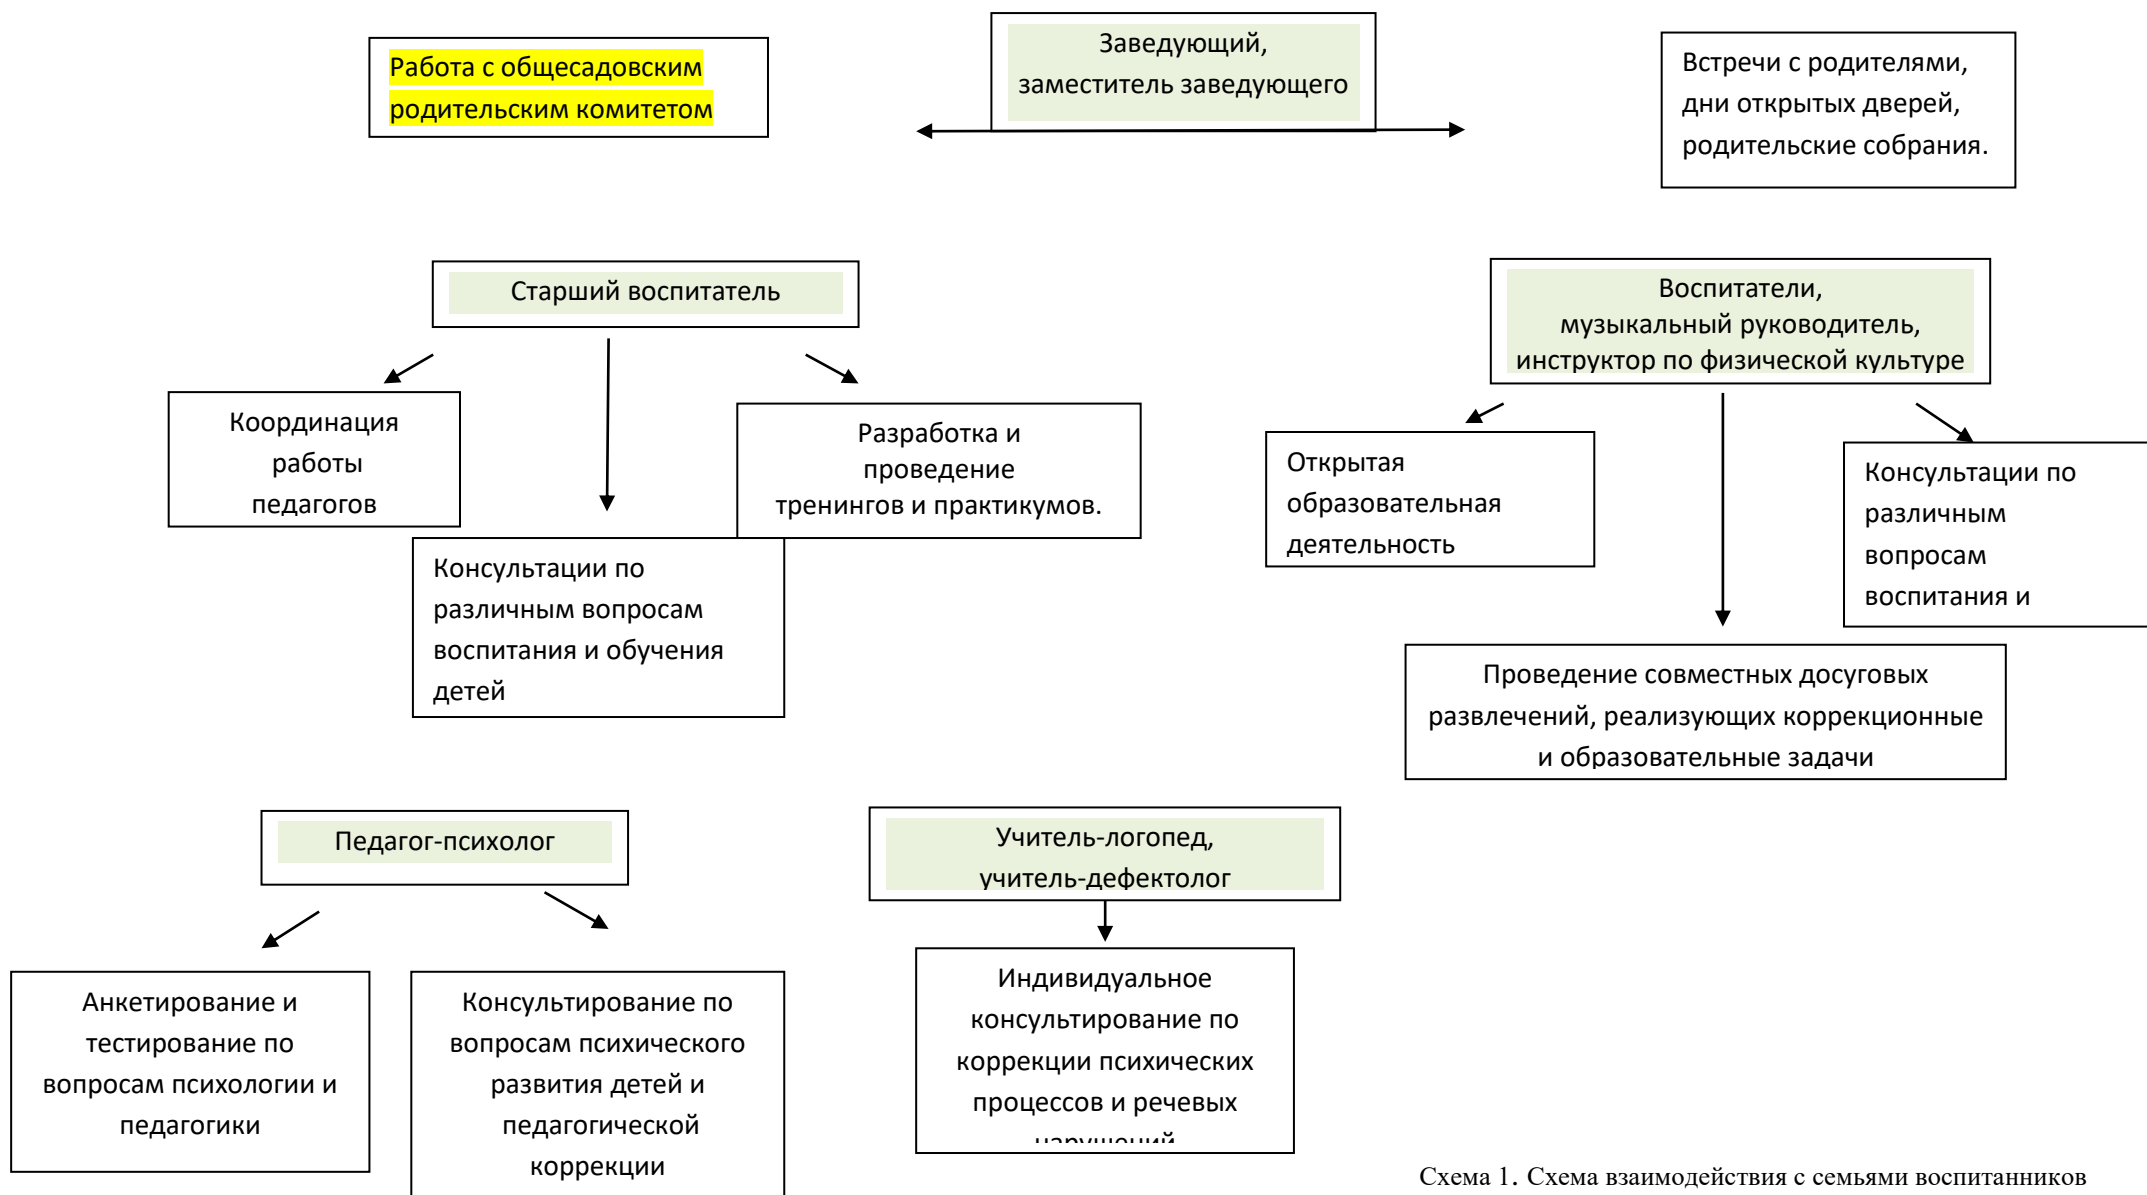 Работа с общесадовским
родительским комитетом
Заведующий,
заместитель заведующего
Встречи с родителями,
дни открытых дверей,
родительские собрания.
Старший воспитатель
Воспитатели,
музыкальный руководитель,
инструктор по физической культуре
Координация
работы
педагогов
Консультации по
различным вопросам
воспитания и обучения
детей
Разработка и
проведение
тренингов и практикумов.
Открытая
образовательная
деятельность
Проведение совместных досуговых
развлечений, реализующих коррекционные
и образовательные задачи
Консультации по
различным
вопросам
воспитания и
Педагог-психолог
Учитель-логопед,
учитель-дефектолог
Анкетирование и
тестирование по
вопросам психологии и
педагогики
Консультирование по
вопросам психического
развития детей и
педагогической
коррекции
Индивидуальное
консультирование по
коррекции психических
процессов и речевых
нарушений
Схема 1. Схема взаимодействия с семьями воспитанников